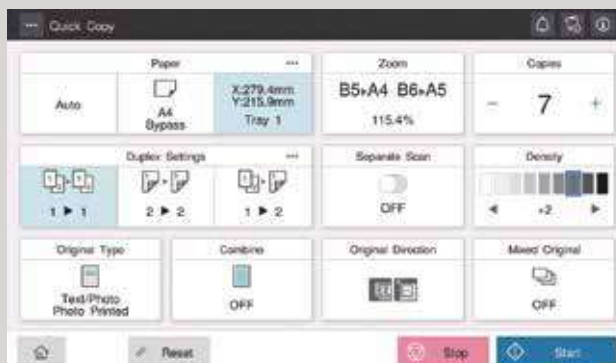 Quick Copy
Paper
Auto
A4
Bypass
X:279.4mm
Y:215.9mm
Tray 1
Zoom
B5▸A4 B6▸A5
115.4%
Copies
- 7 +
Duplex Settings
1 ▶ 1
2 ▶ 2
1 ▶ 2
Separate Scan
OFF
Density
◀ +2 ▶
Original Type
Text/Photo
Photo Printed
Combine
OFF
Original Direction
Mixed Original
OFF
Reset
Stop
Start